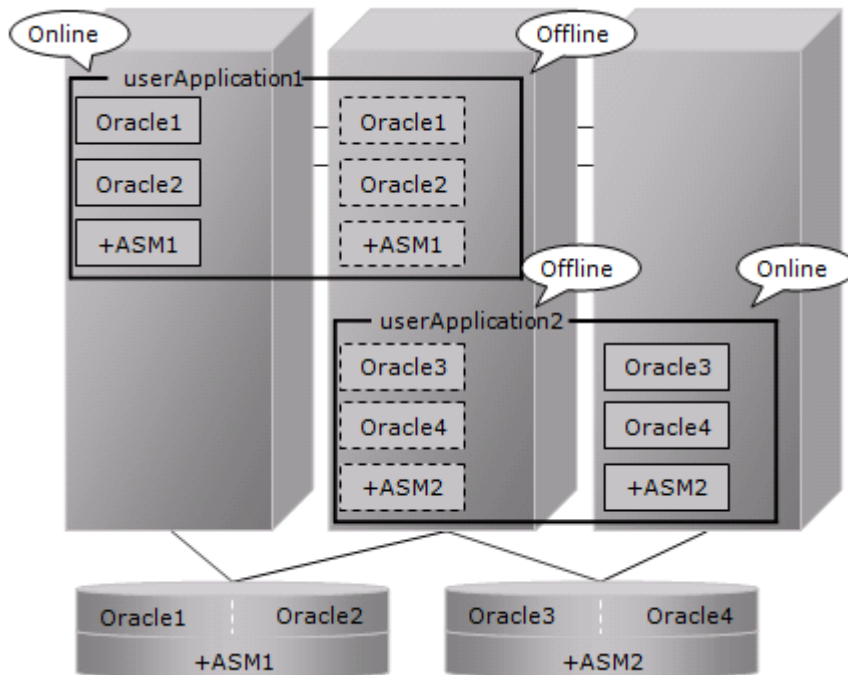 Online
Offline
userApplication1
Oracle1
Oracle1
Oracle2
Oracle2
+ASM1
+ASM1
Offline
Online
userApplication2
Oracle3
Oracle3
Oracle4
Oracle4
+ASM2
+ASM2
Oracle1
Oracle2
Oracle3
Oracle4
+ASM1
+ASM2